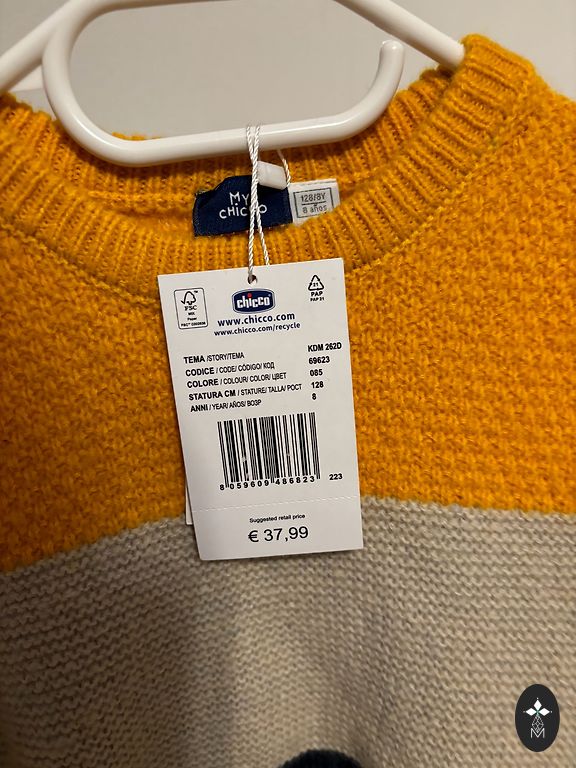 MY
CHICCO
128/8Y
8 años
FSC
MIX
Paper
FSC® C002838
chicco
www.chicco.com
www.chicco.com/recycle
21
PAP
PAP 21
TEMA /STORY/TEMA KDM 262D
CODICE / CODE/ CÓDIGO/ КОД 69623
COLORE / COLOUR/ COLOR/ ЦВЕТ 085
STATURA CM / STATURE/ TALLA/ РОСТ 128
ANNI / YEAR/ AÑOS/ ВОЗР 8
8 059609 486823 223
Suggested retail price
€ 37,99
M